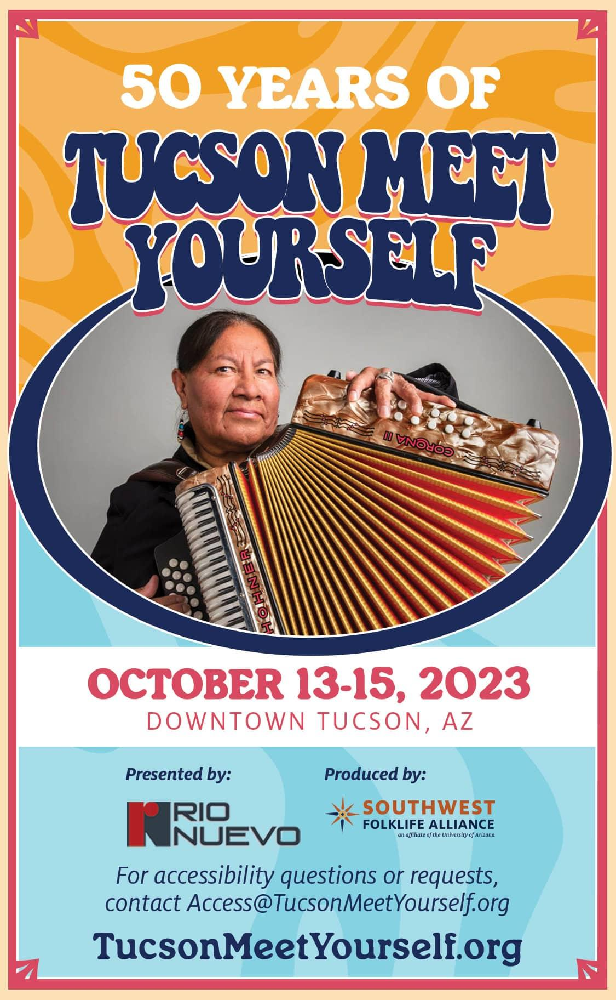 50 YEARS OF
TUCSON MEET
YOURSELF
CORONA II
HOHNER
OCTOBER 13-15, 2023
DOWNTOWN TUCSON, AZ
Presented by:
RIO
NUEVO
Produced by:
SOUTHWEST
FOLKLIFE ALLIANCE
an affiliate of the University of Arizona
For accessibility questions or requests,
contact Access@TucsonMeetYourself.org
TucsonMeetYourself.org